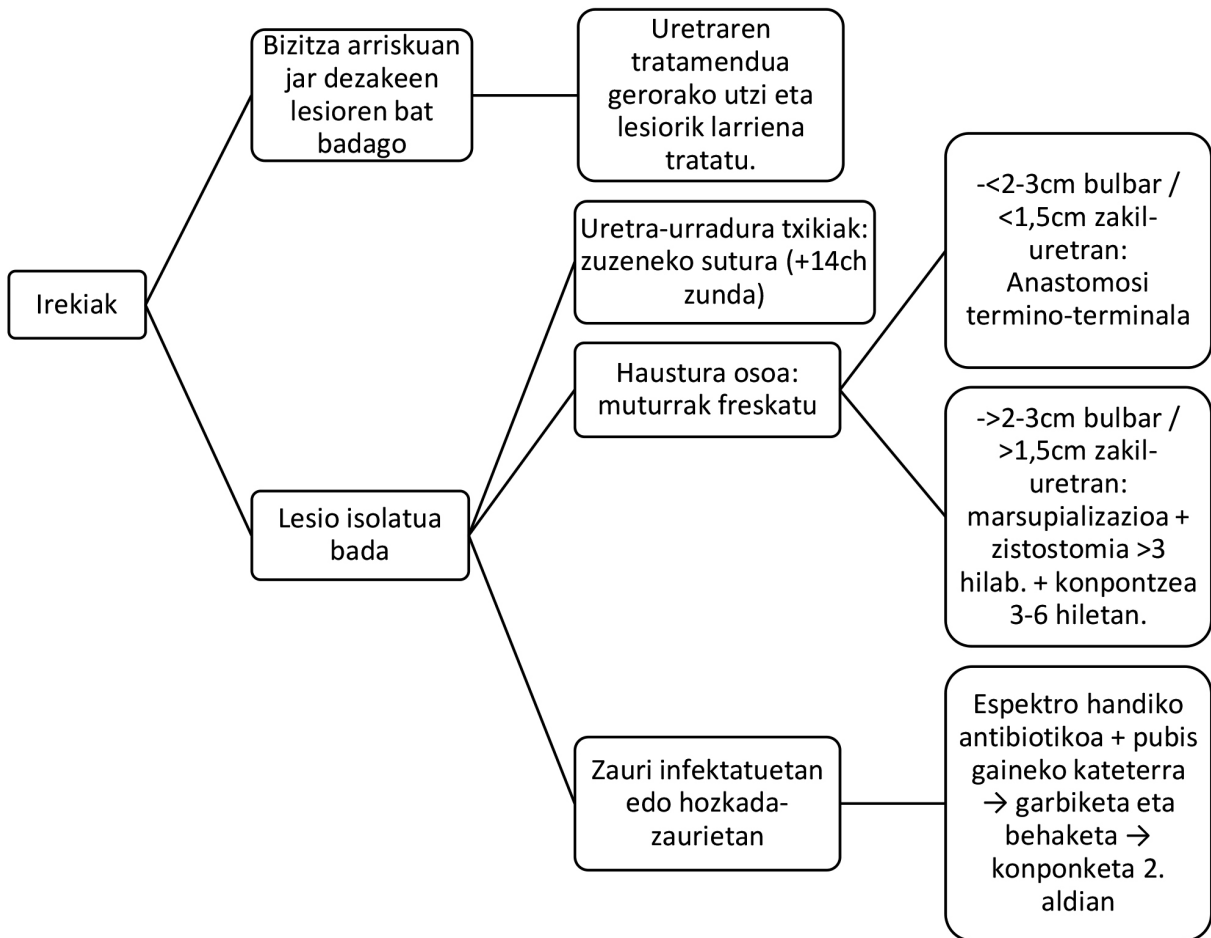 Irekiak
Bizitza arriskuan
jar dezakeen
lesioren bat
badago
Uretraren
tratamendua
gerorako utzi eta
lesiorik larriena
tratatu.
Lesio isolatua
bada
Uretra-urradura txikiak:
zuzeneko sutura (+14ch
zunda)
Haustura osoa:
muturrak freskatu
-<2-3cm bulbar /
<1,5cm zakil-
uretran:
Anastomosi
termino-terminala
->2-3cm bulbar /
>1,5cm zakil-
uretran:
marsupializazioa +
zistostomia >3
hilab. + konpontzea
3-6 hiletan.
Zauri infektatuetan
edo hozkada-
zaurietan
Espektro handiko
antibiotikoa + pubis
gaineko kateterra
→ garbiketa eta
behaketa →
konponketa 2.
aldian